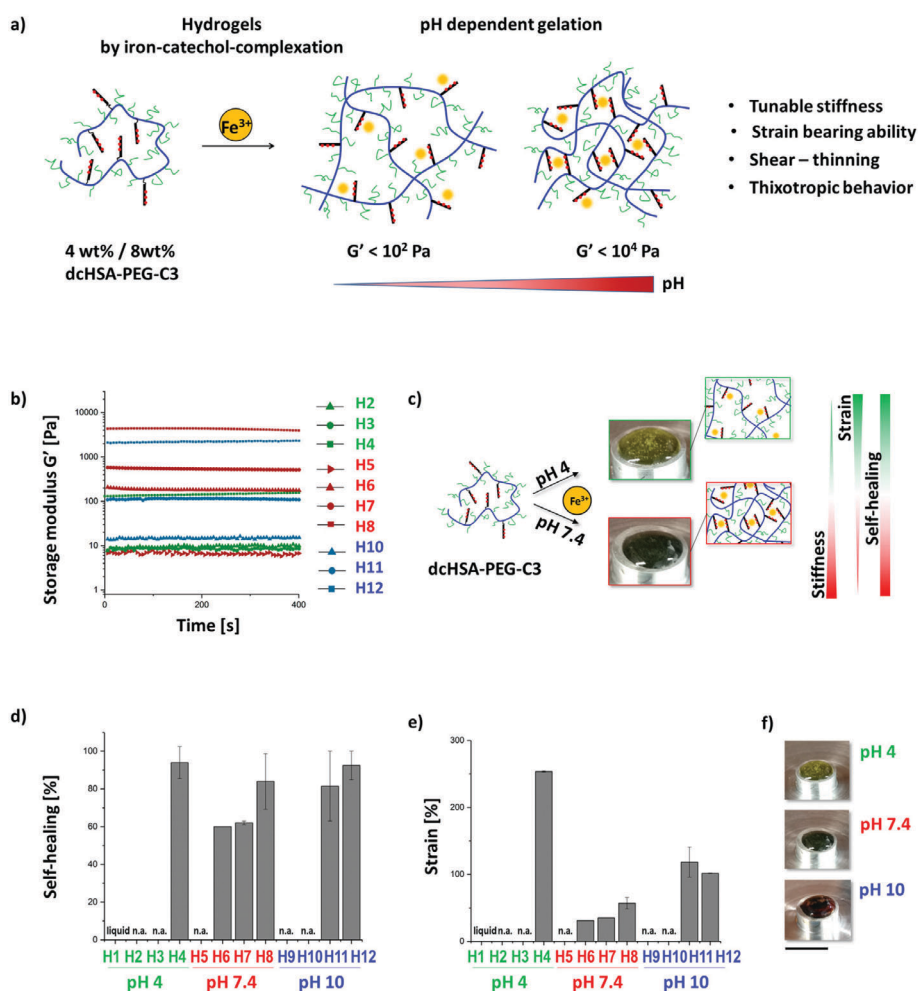 a)
Hydrogels
by iron-catechol-complexation
pH dependent gelation
Fe³⁺
• Tunable stiffness
• Strain bearing ability
• Shear – thinning
• Thixotropic behavior
4 wt% / 8wt%
dcHSA-PEG-C3
G' < 10² Pa
G' < 10⁴ Pa
pH
b)
Storage modulus G' [Pa]
10000
1000
100
10
1
0
200
400
Time [s]
H2
H3
H4
H5
H6
H7
H8
H10
H11
H12
c)
pH 4
Fe³⁺
pH 7.4
dcHSA-PEG-C3
Stiffness
Strain
Self-healing
d)
Self-healing [%]
100
80
60
40
20
0
liquid n.a. n.a. n.a. n.a. n.a.
H1 H2 H3 H4 H5 H6 H7 H8 H9 H10 H11 H12
pH 4 pH 7.4 pH 10
e)
Strain [%]
300
250
200
150
100
50
0
liquid n.a. n.a. n.a. n.a. n.a.
H1 H2 H3 H4 H5 H6 H7 H8 H9 H10 H11 H12
pH 4 pH 7.4 pH 10
f)
pH 4
pH 7.4
pH 10